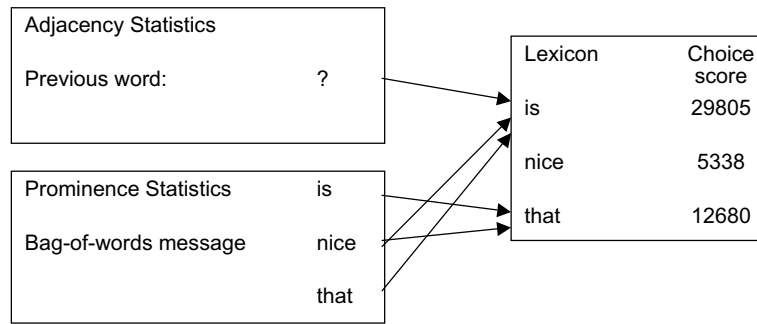 Adjacency Statistics
Previous word: ?
Prominence Statistics is
Bag-of-words message nice
that
Lexicon Choice score
is 29805
nice 5338
that 12680